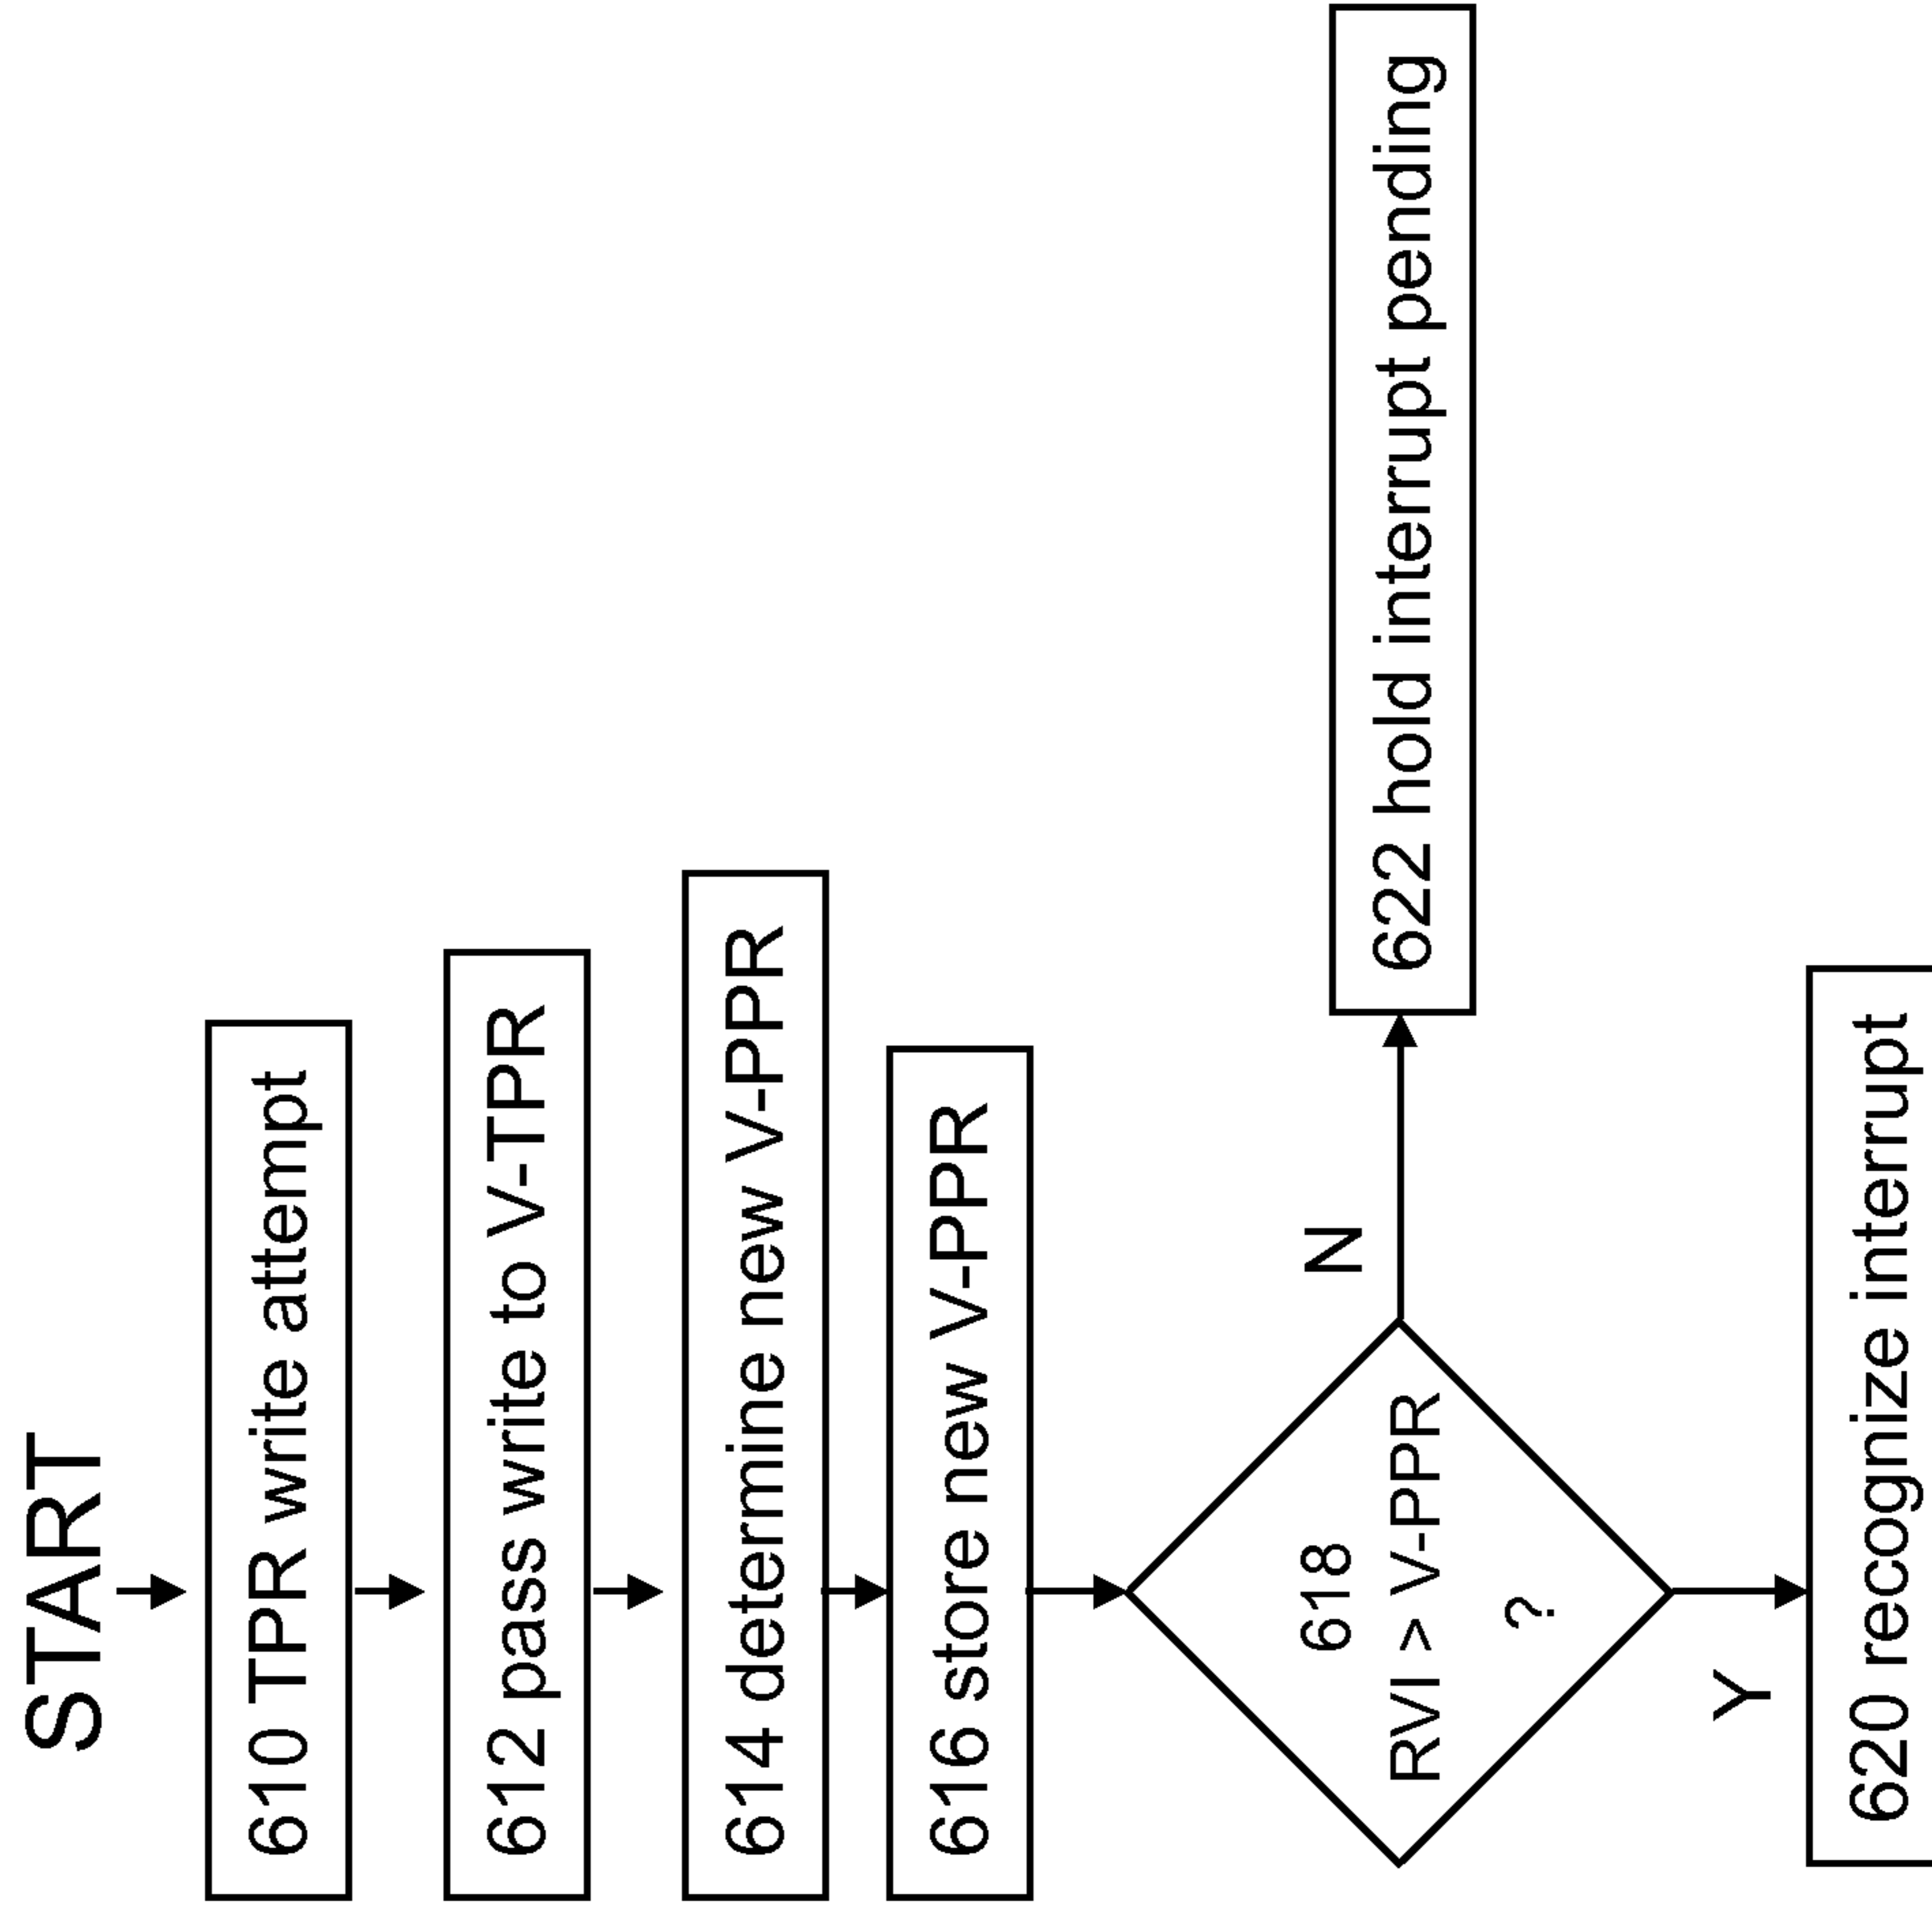 START
610 TPR write attempt
612 pass write to V-TPR
614 determine new V-PPR
616 store new V-PPR
618
RVI > V-PPR
?
N
622 hold interrupt pending
Y
620 recognize interrupt